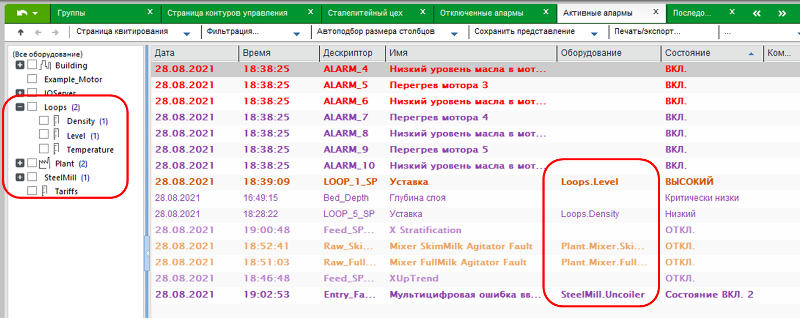 Группы Страница контуров управления Сталепитейный цех Отключенные алармы Активные алармы Последо...
Страница квитирования Фильтрация... Автоподбор размера столбцов Сохранить представление Печать/экспорт... ...
(Все оборудование)
Building
Example_Motor
IOServer
Loops (2)
Density (1)
Level (1)
Temperature
Plant (2)
SteelMill (1)
Tariffs
Дата Время Дескриптор Имя Оборудование Состояние Ком...
28.08.2021 18:38:25 ALARM_4 Низкий уровень масла в мот... ВКЛ.
28.08.2021 18:38:25 ALARM_5 Перегрев мотора 3 ВКЛ.
28.08.2021 18:38:25 ALARM_6 Низкий уровень масла в мот... ВКЛ.
28.08.2021 18:38:25 ALARM_7 Перегрев мотора 4 ВКЛ.
28.08.2021 18:38:25 ALARM_8 Низкий уровень масла в мот... ВКЛ.
28.08.2021 18:38:25 ALARM_9 Перегрев мотора 5 ВКЛ.
28.08.2021 18:38:25 ALARM_10 Низкий уровень масла в мот... ВКЛ.
28.08.2021 18:39:09 LOOP_1_SP Уставка Loops.Level ВЫСОКИЙ
28.08.2021 16:49:15 Bed_Depth Глубина слоя Критически низки
28.08.2021 18:28:22 LOOP_5_SP Уставка Loops.Density Низкий
28.08.2021 19:00:48 Feed_SP... X Stratification ОТКЛ.
28.08.2021 18:52:41 Raw_Ski... Mixer SkimMilk Agitator Fault Plant.Mixer.Ski... ОТКЛ.
28.08.2021 18:51:03 Raw_Full... Mixer FullMilk Agitator Fault Plant.Mixer.Full... ОТКЛ.
28.08.2021 18:46:48 Feed_SP... XUpTrend ОТКЛ.
28.08.2021 19:02:53 Entry_Fa... Мультицифровая ошибка вв... SteelMill.Uncoiler Состояние ВКЛ. 2